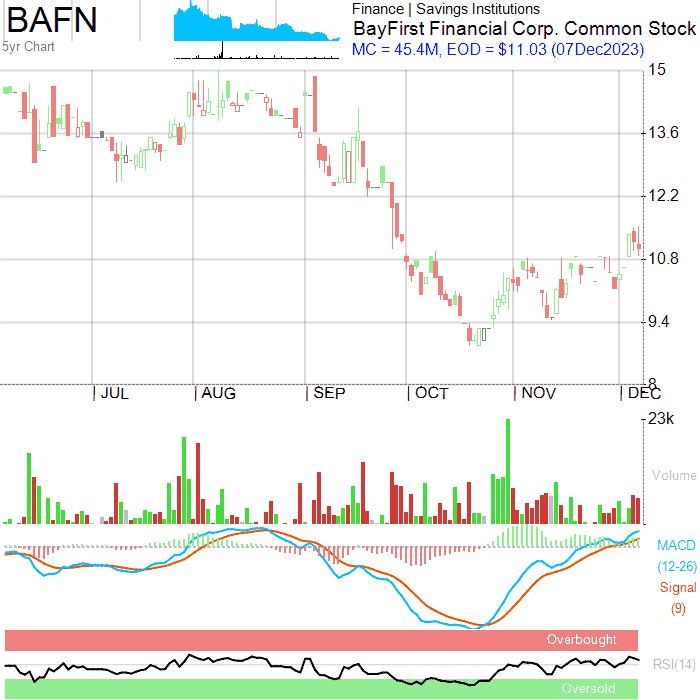 BAFN
5yr Chart
Finance | Savings Institutions
BayFirst Financial Corp. Common Stock
MC = 45.4M, EOD = $11.03 (07Dec2023)
15
13.6
12.2
10.8
9.4
8
JUL AUG SEP OCT NOV DEC
23k
Volume
MACD
(12-26)
Signal
(9)
Overbought
RSI(14)
Oversold